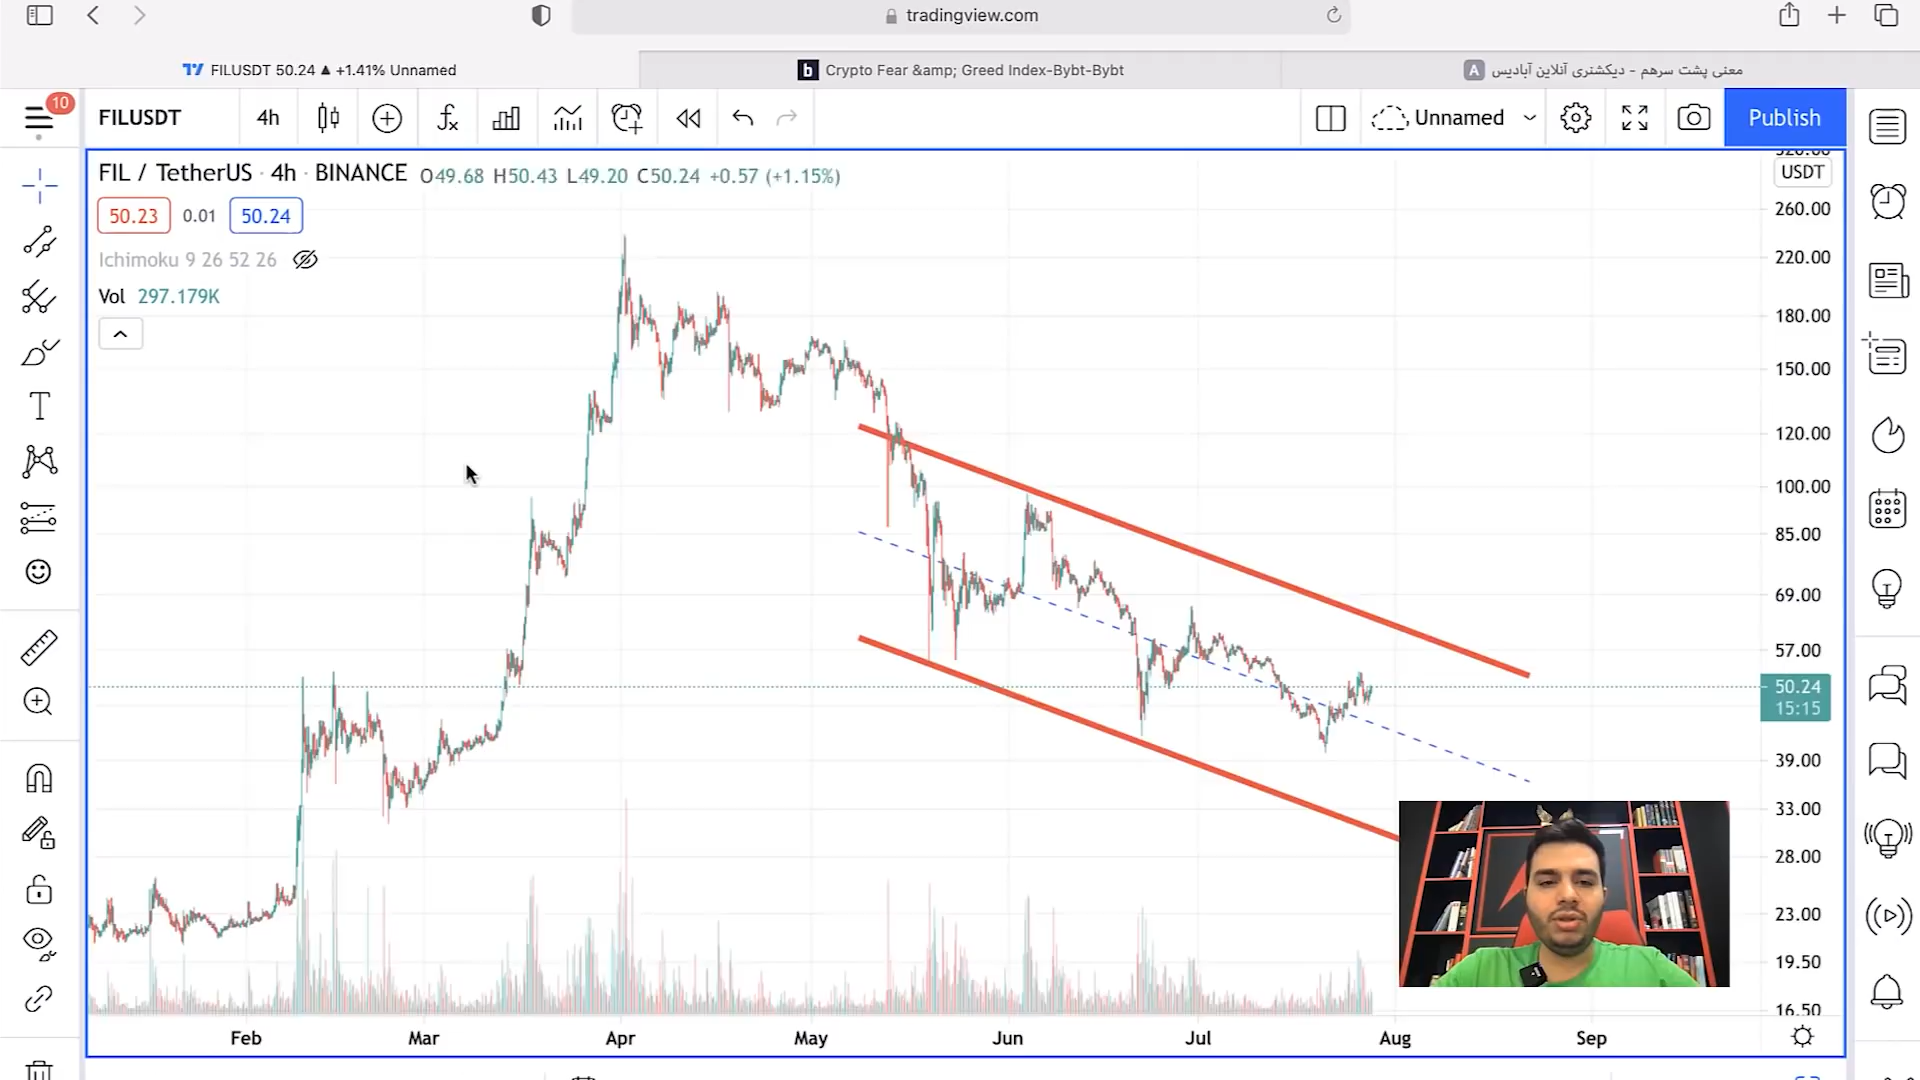 tradingview.com
FILUSDT 50.24 ▲ +1.41% Unnamed
b Crypto Fear &amp; Greed Index-Bybt-Bybt
A معنی پشت سرهم - دیکشنری آنلاین آبادیس
10
FILUSDT 4h Unnamed Publish
FIL / TetherUS · 4h · BINANCE O49.68 H50.43 L49.20 C50.24 +0.57 (+1.15%)
50.23 0.01 50.24
Ichimoku 9 26 52 26
Vol 297.179K
USDT
260.00
220.00
180.00
150.00
120.00
100.00
85.00
69.00
57.00
50.24
15:15
39.00
33.00
28.00
23.00
19.50
16.50
Feb Mar Apr May Jun Jul Aug Sep